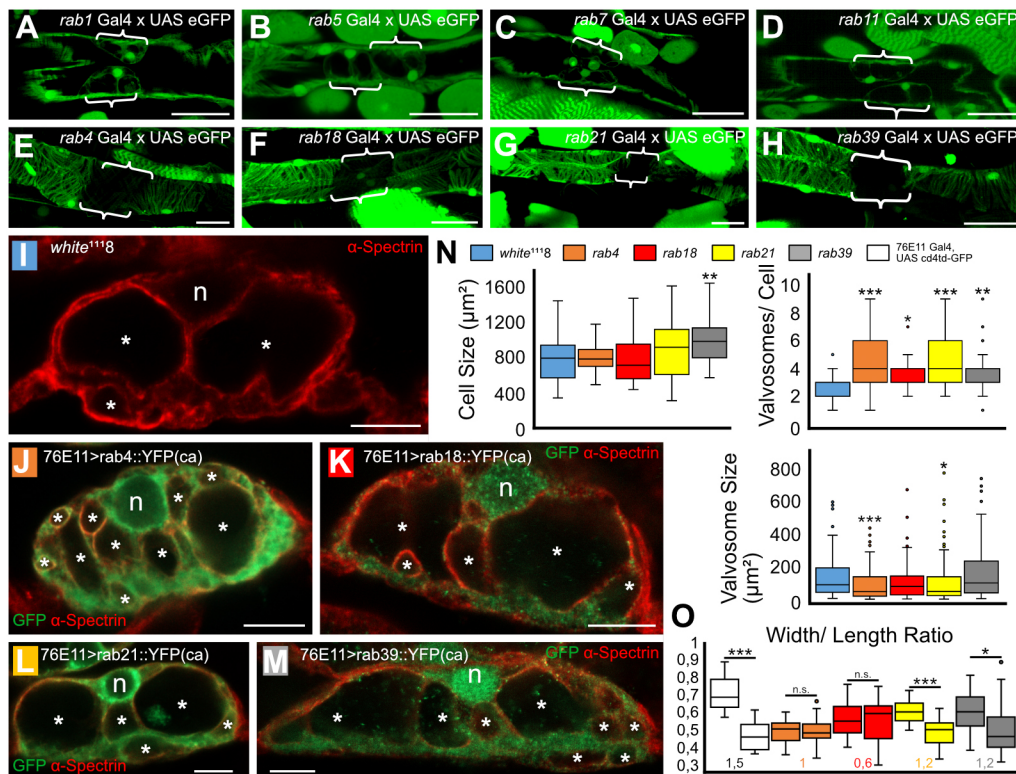 A rab1 Gal4 x UAS eGFP
B rab5 Gal4 x UAS eGFP
C rab7 Gal4 x UAS eGFP
D rab11 Gal4 x UAS eGFP
E rab4 Gal4 x UAS eGFP
F rab18 Gal4 x UAS eGFP
G rab21 Gal4 x UAS eGFP
H rab39 Gal4 x UAS eGFP
I white¹¹¹8 α-Spectrin
n
*
*
*
N white¹¹¹8 rab4 rab18 rab21 rab39 76E11 Gal4,
UAS cd4td-GFP
Cell Size (µm²)
1600
1200
800
400
**
Valvosomes/ Cell
10
8
6
4
2
0
*** * *** **
J 76E11>rab4::YFP(ca)
n
* * * * * * * * *
GFP α-Spectrin
K 76E11>rab18::YFP(ca) GFP α-Spectrin
n
* * * * *
Valvosome Size
(µm²)
800
600
400
200
0
*** *
L 76E11>rab21::YFP(ca)
n
* * * * *
GFP α-Spectrin
M 76E11>rab39::YFP(ca) GFP α-Spectrin
n
* * * * * * * *
O Width/ Length Ratio
1
0,9
0,8
0,7
0,6
0,5
0,4
0,3
*** n.s. n.s. *** *
1,5 1 0,6 1,2 1,2